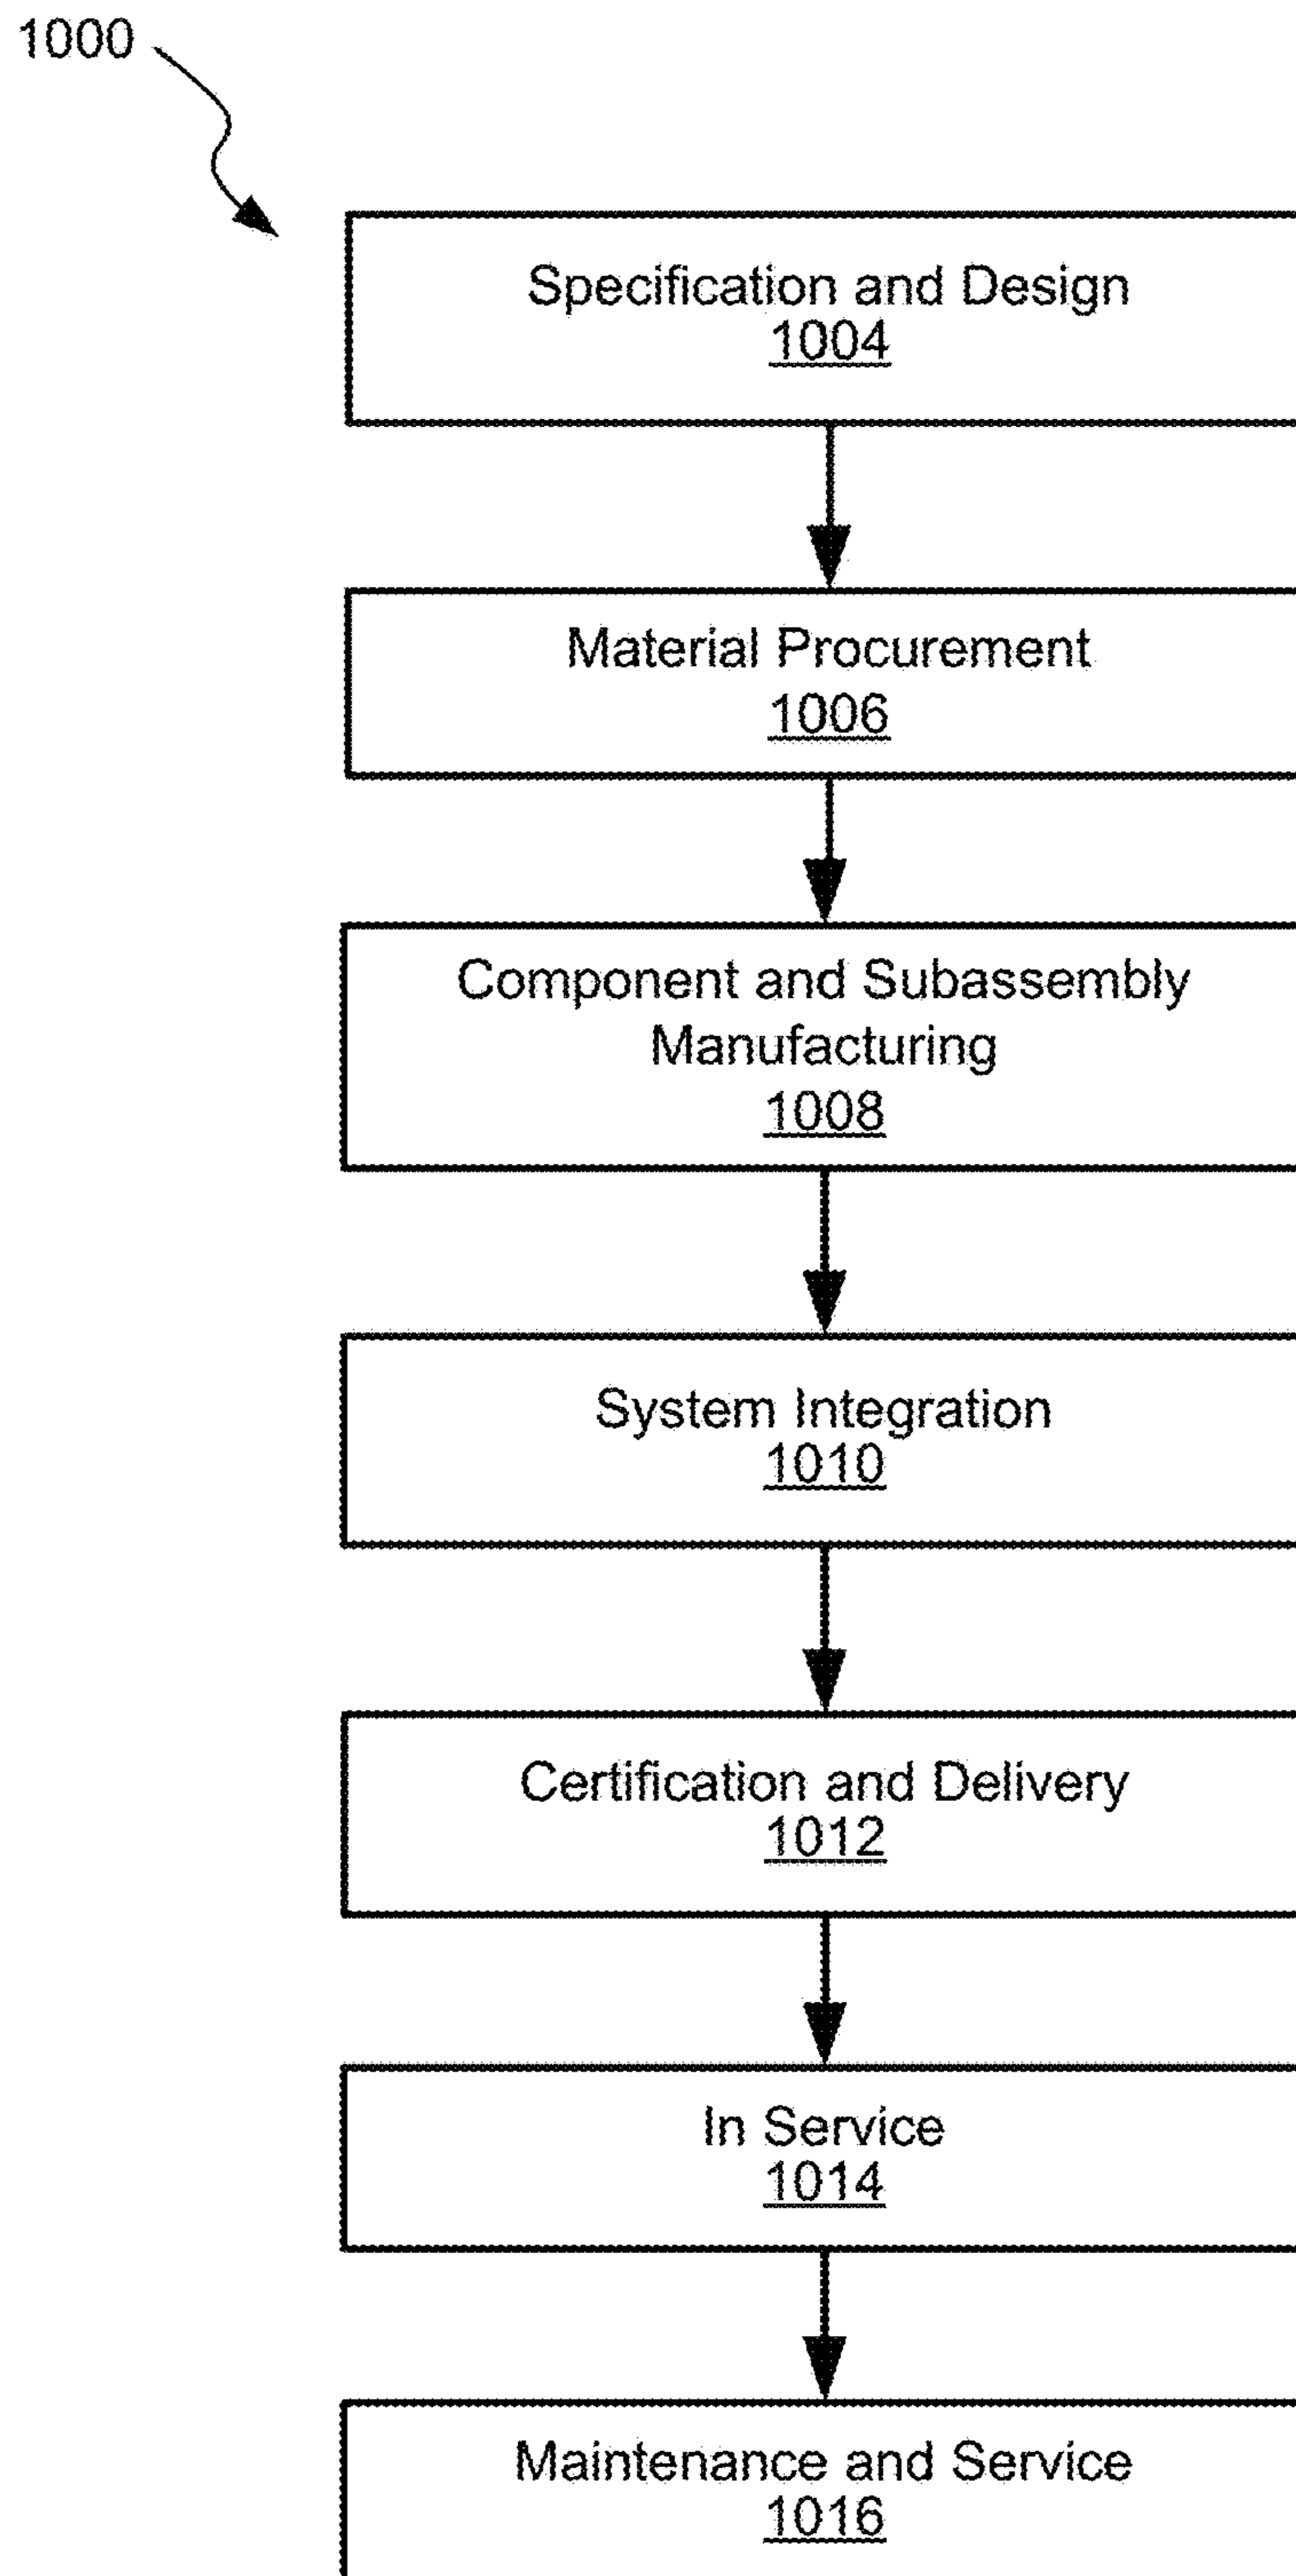 1000
Specification and Design
1004
Material Procurement
1006
Component and Subassembly
Manufacturing
1008
System Integration
1010
Certification and Delivery
1012
In Service
1014
Maintenance and Service
1016